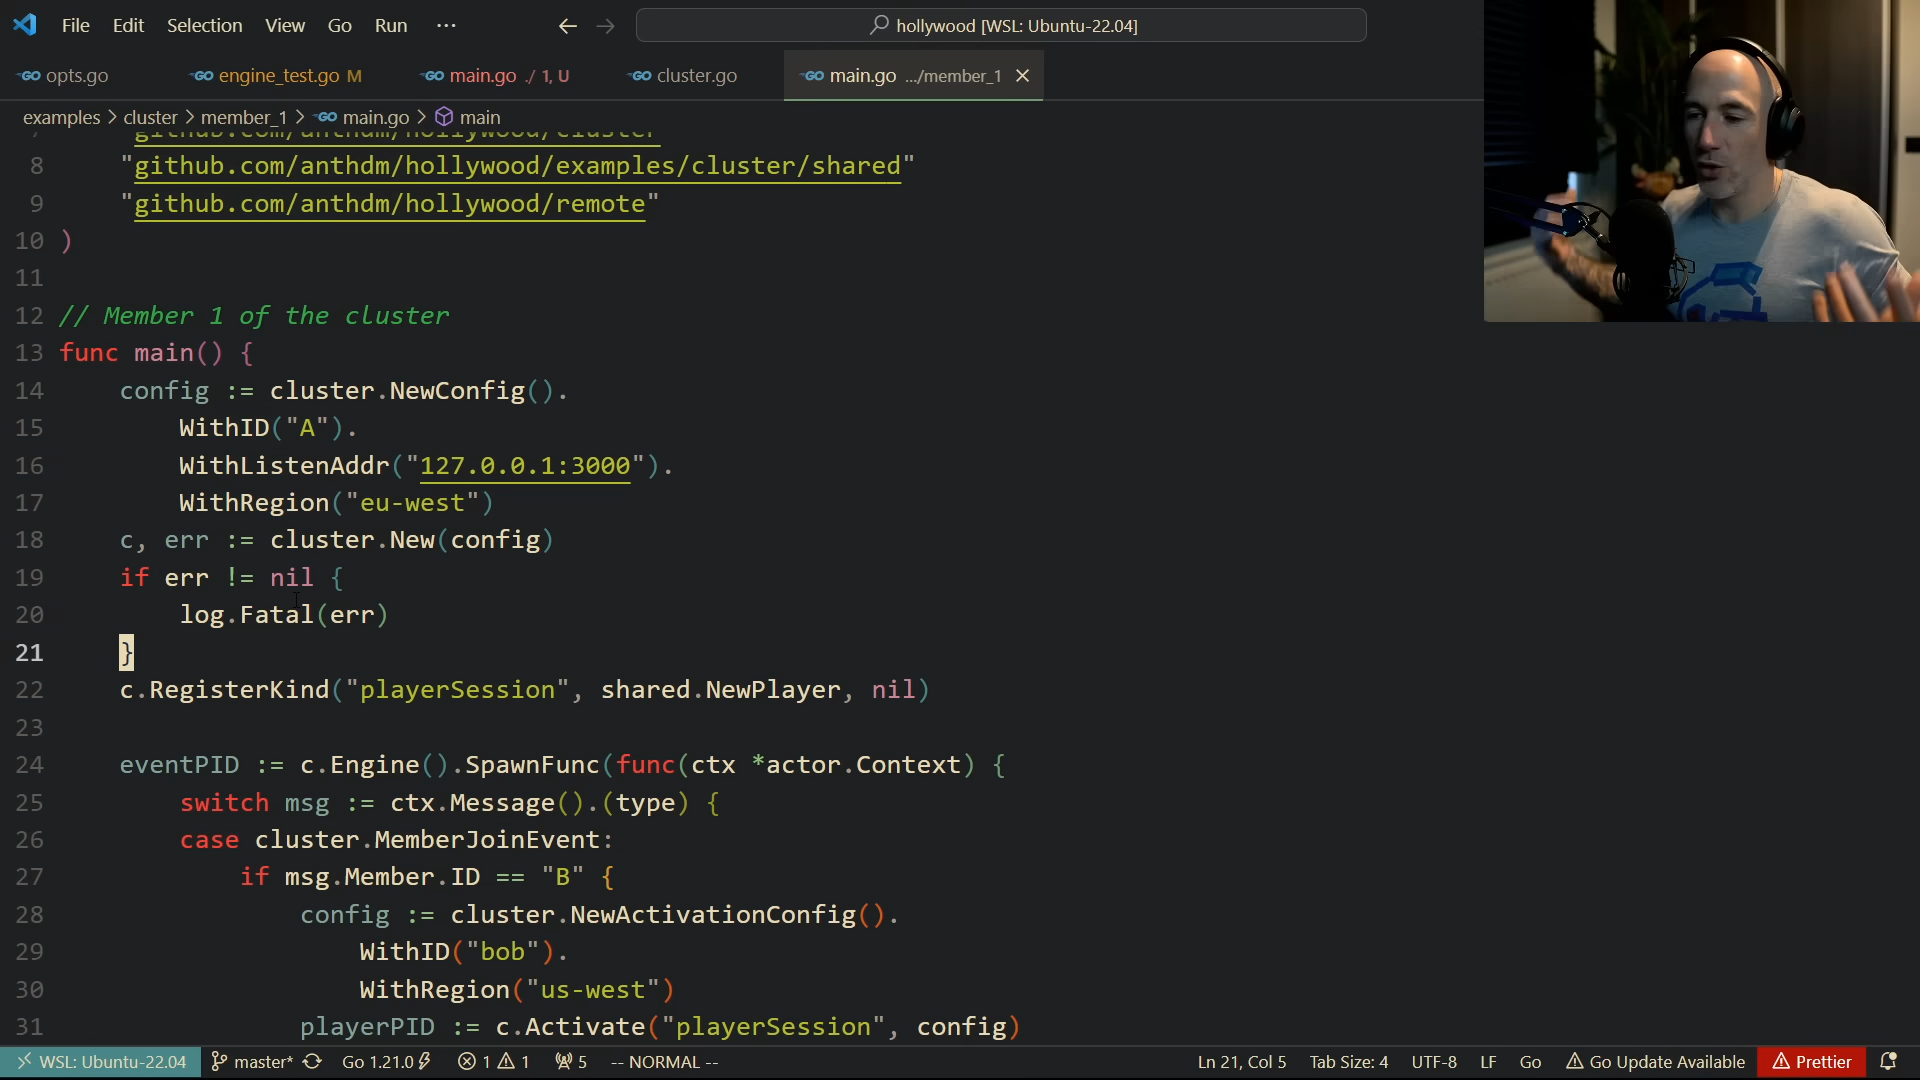 File Edit Selection View Go Run ··· hollywood [WSL: Ubuntu-22.04]
opts.go engine_test.go M main.go ./ 1, U cluster.go main.go .../member_1
examples > cluster > member_1 > main.go > main
7 "github.com/anthdm/hollywood/cluster"
8 "github.com/anthdm/hollywood/examples/cluster/shared"
9 "github.com/anthdm/hollywood/remote"
10 )
11
12 // Member 1 of the cluster
13 func main() {
14 config := cluster.NewConfig().
15 WithID("A").
16 WithListenAddr("127.0.0.1:3000").
17 WithRegion("eu-west")
18 c, err := cluster.New(config)
19 if err != nil {
20 log.Fatal(err)
21 }
22 c.RegisterKind("playerSession", shared.NewPlayer, nil)
23
24 eventPID := c.Engine().SpawnFunc(func(ctx *actor.Context) {
25 switch msg := ctx.Message().(type) {
26 case cluster.MemberJoinEvent:
27 if msg.Member.ID == "B" {
28 config := cluster.NewActivationConfig().
29 WithID("bob").
30 WithRegion("us-west")
31 playerPID := c.Activate("playerSession", config)
WSL: Ubuntu-22.04 master* Go 1.21.0 1 1 5 -- NORMAL -- Ln 21, Col 5 Tab Size: 4 UTF-8 LF Go Go Update Available Prettier